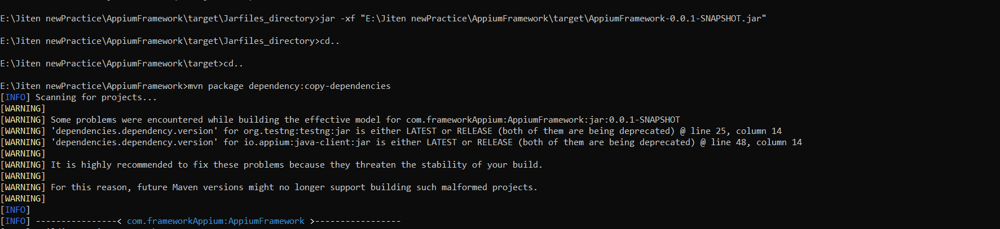 E:\Jiten newPractice\AppiumFramework\target\Jarfiles_directory>jar -xf "E:\Jiten newPractice\AppiumFramework\target\AppiumFramework-0.0.1-SNAPSHOT.jar"
E:\Jiten newPractice\AppiumFramework\target\Jarfiles_directory>cd..
E:\Jiten newPractice\AppiumFramework\target>cd..
E:\Jiten newPractice\AppiumFramework>mvn package dependency:copy-dependencies
[INFO] Scanning for projects...
[WARNING]
[WARNING] Some problems were encountered while building the effective model for com.frameworkAppium:AppiumFramework:jar:0.0.1-SNAPSHOT
[WARNING] 'dependencies.dependency.version' for org.testng:testng:jar is either LATEST or RELEASE (both of them are being deprecated) @ line 25, column 14
[WARNING] 'dependencies.dependency.version' for io.appium:java-client:jar is either LATEST or RELEASE (both of them are being deprecated) @ line 48, column 14
[WARNING]
[WARNING] It is highly recommended to fix these problems because they threaten the stability of your build.
[WARNING]
[WARNING] For this reason, future Maven versions might no longer support building such malformed projects.
[WARNING]
[INFO]
[INFO] ----------------< com.frameworkAppium:AppiumFramework >-----------------